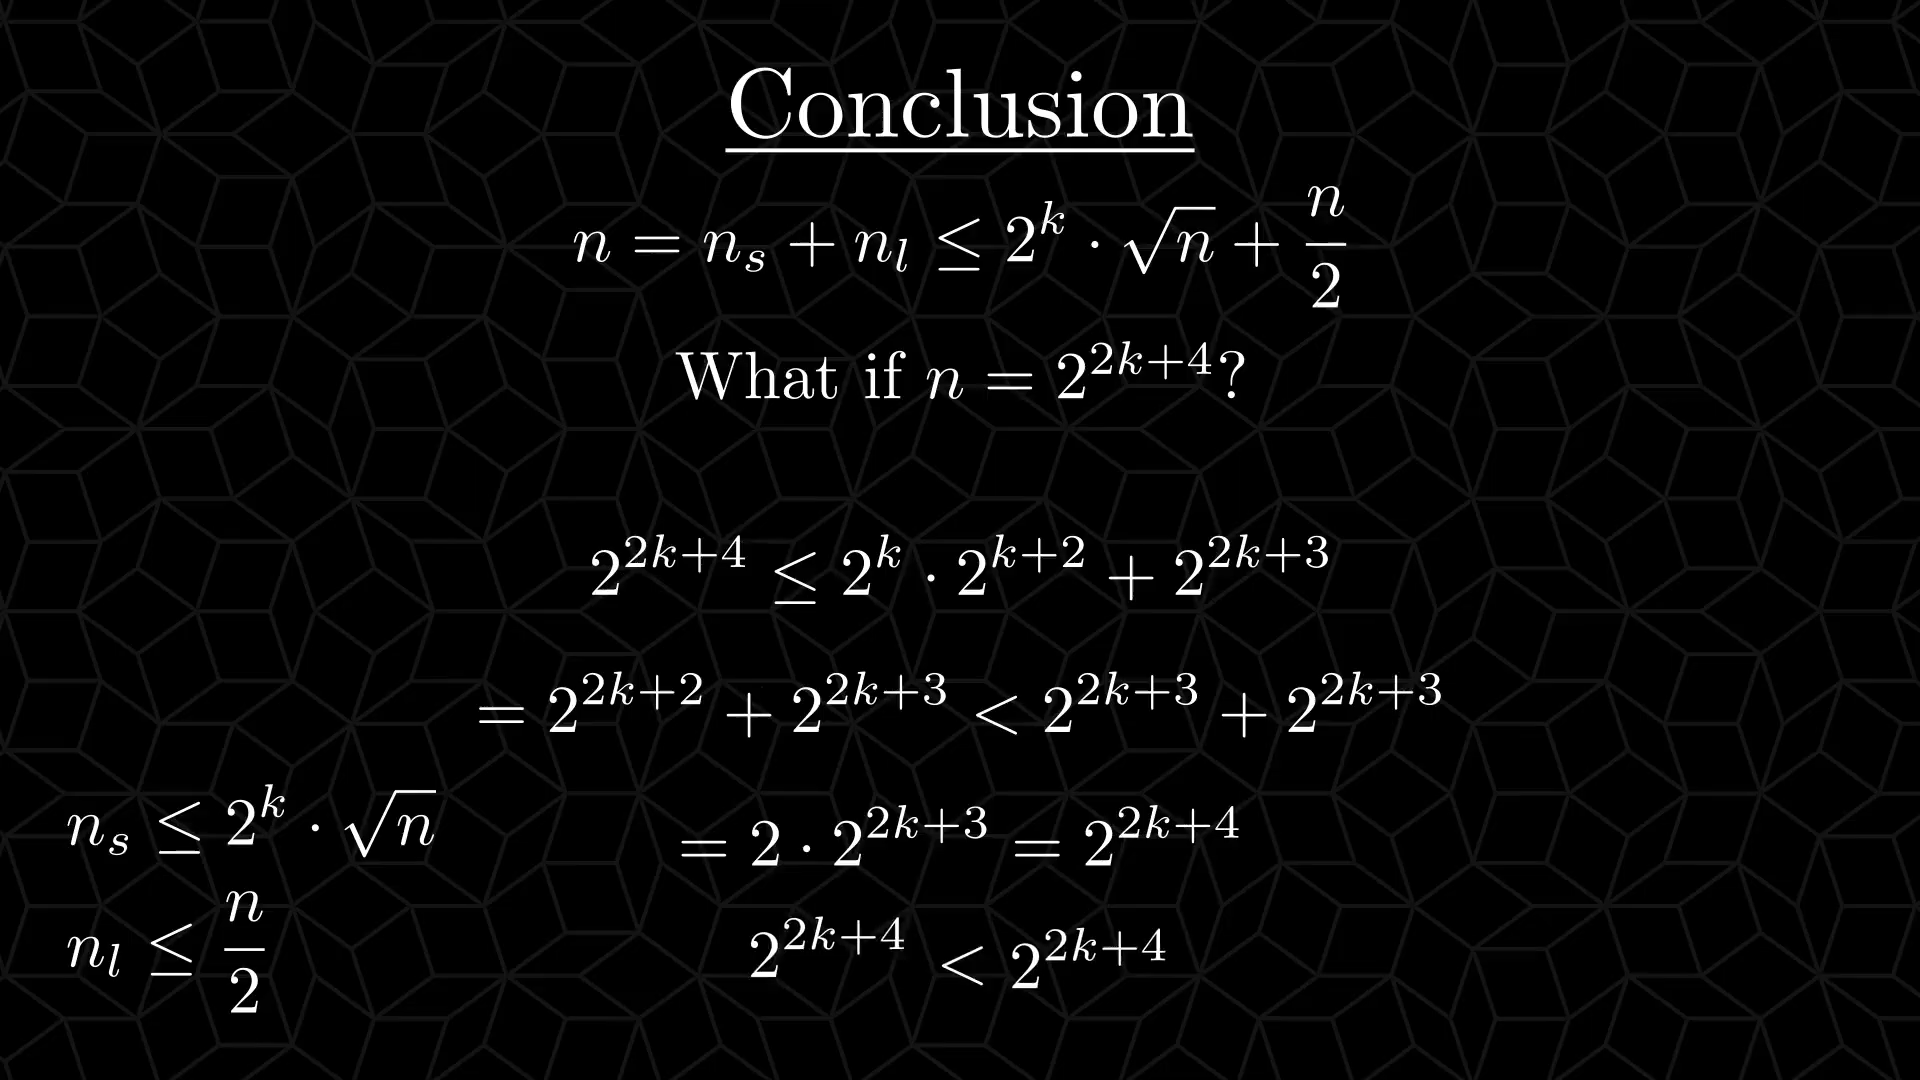 Conclusion
n = n_s + n_l ≤ 2^k · √n + n/2
What if n = 2^{2k+4}?
2^{2k+4} ≤ 2^k · 2^{k+2} + 2^{2k+3}
= 2^{2k+2} + 2^{2k+3} < 2^{2k+3} + 2^{2k+3}
= 2 · 2^{2k+3} = 2^{2k+4}
2^{2k+4} < 2^{2k+4}
n_s ≤ 2^k · √n
n_l ≤ n/2